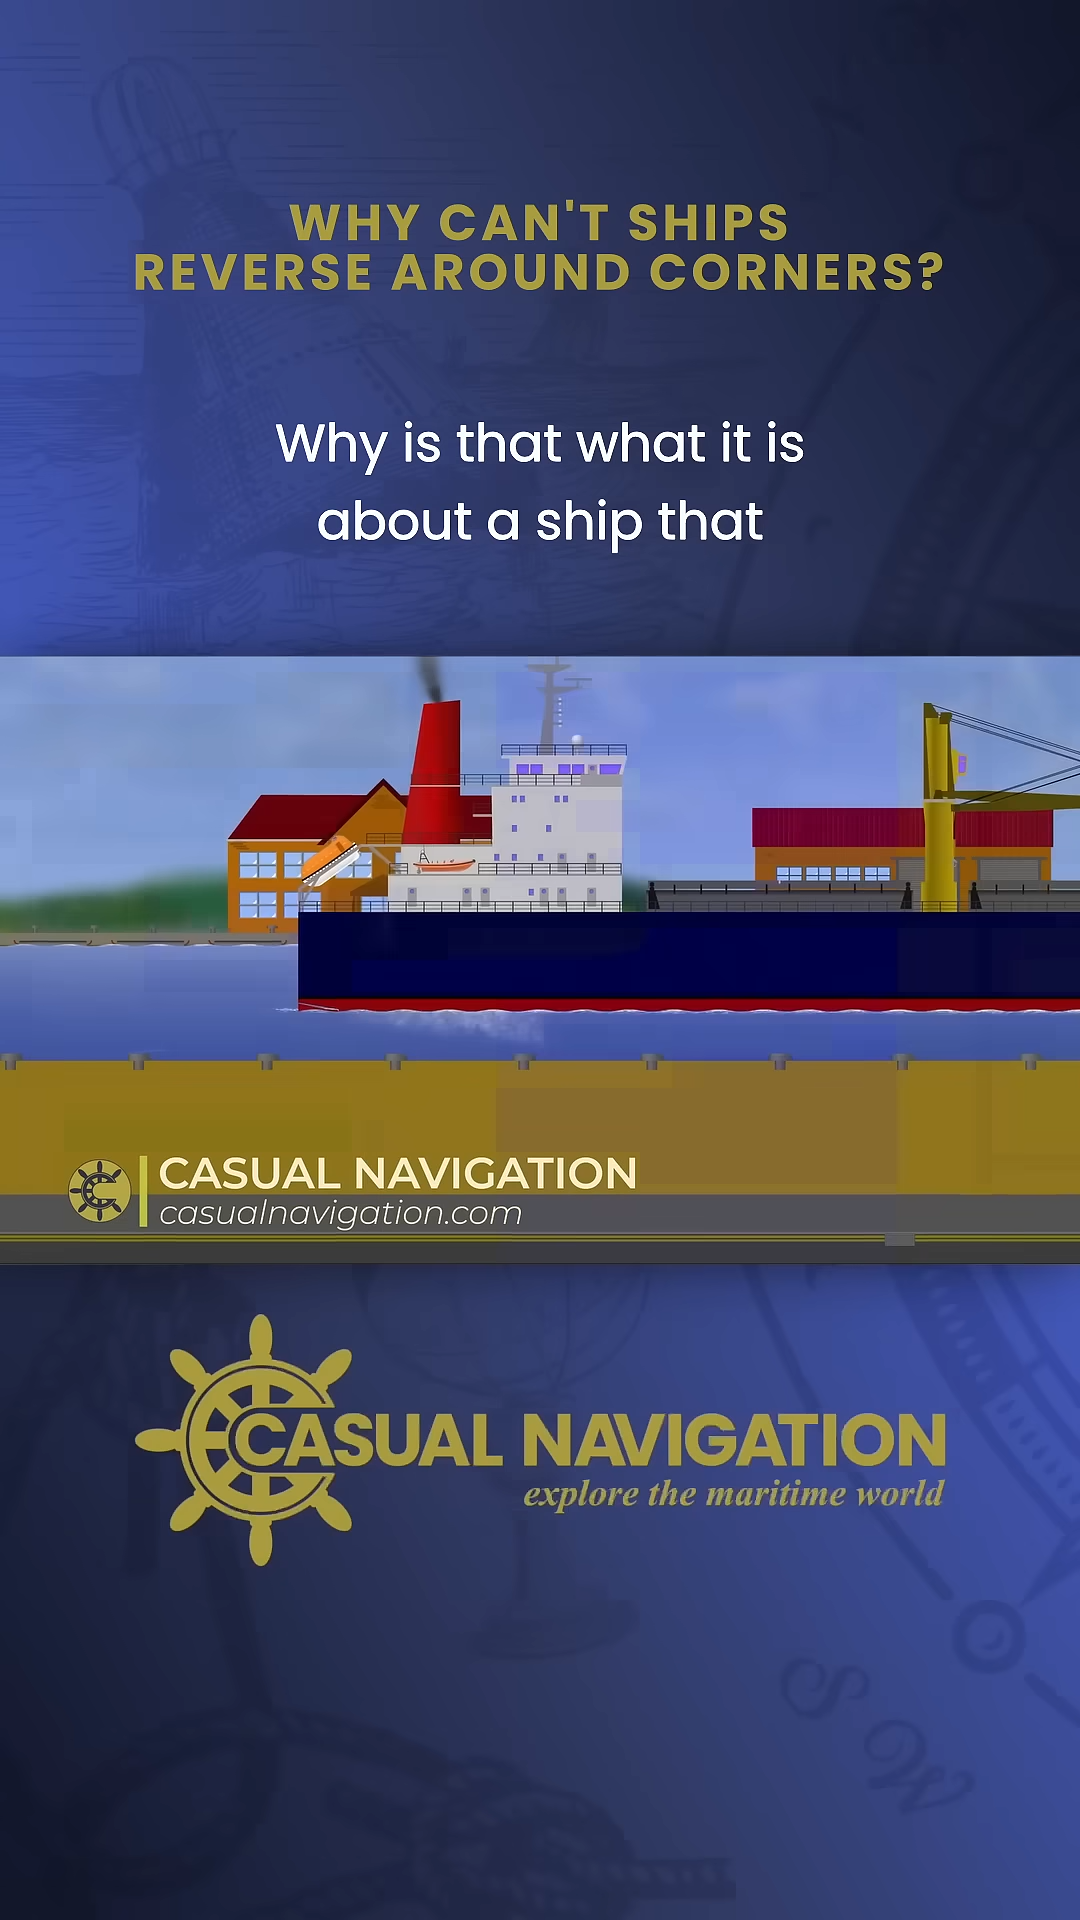 WHY CAN'T SHIPS
REVERSE AROUND CORNERS?
Why is that what it is
about a ship that
CASUAL NAVIGATION
casualnavigation.com
CASUAL NAVIGATION
explore the maritime world
S
W